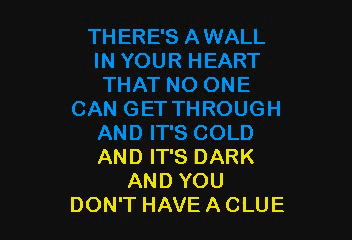 THERE'S A WALL
IN YOUR HEART
THAT NO ONE
CAN GET THROUGH
AND IT'S COLD
AND IT'S DARK
AND YOU
DON'T HAVE A CLUE